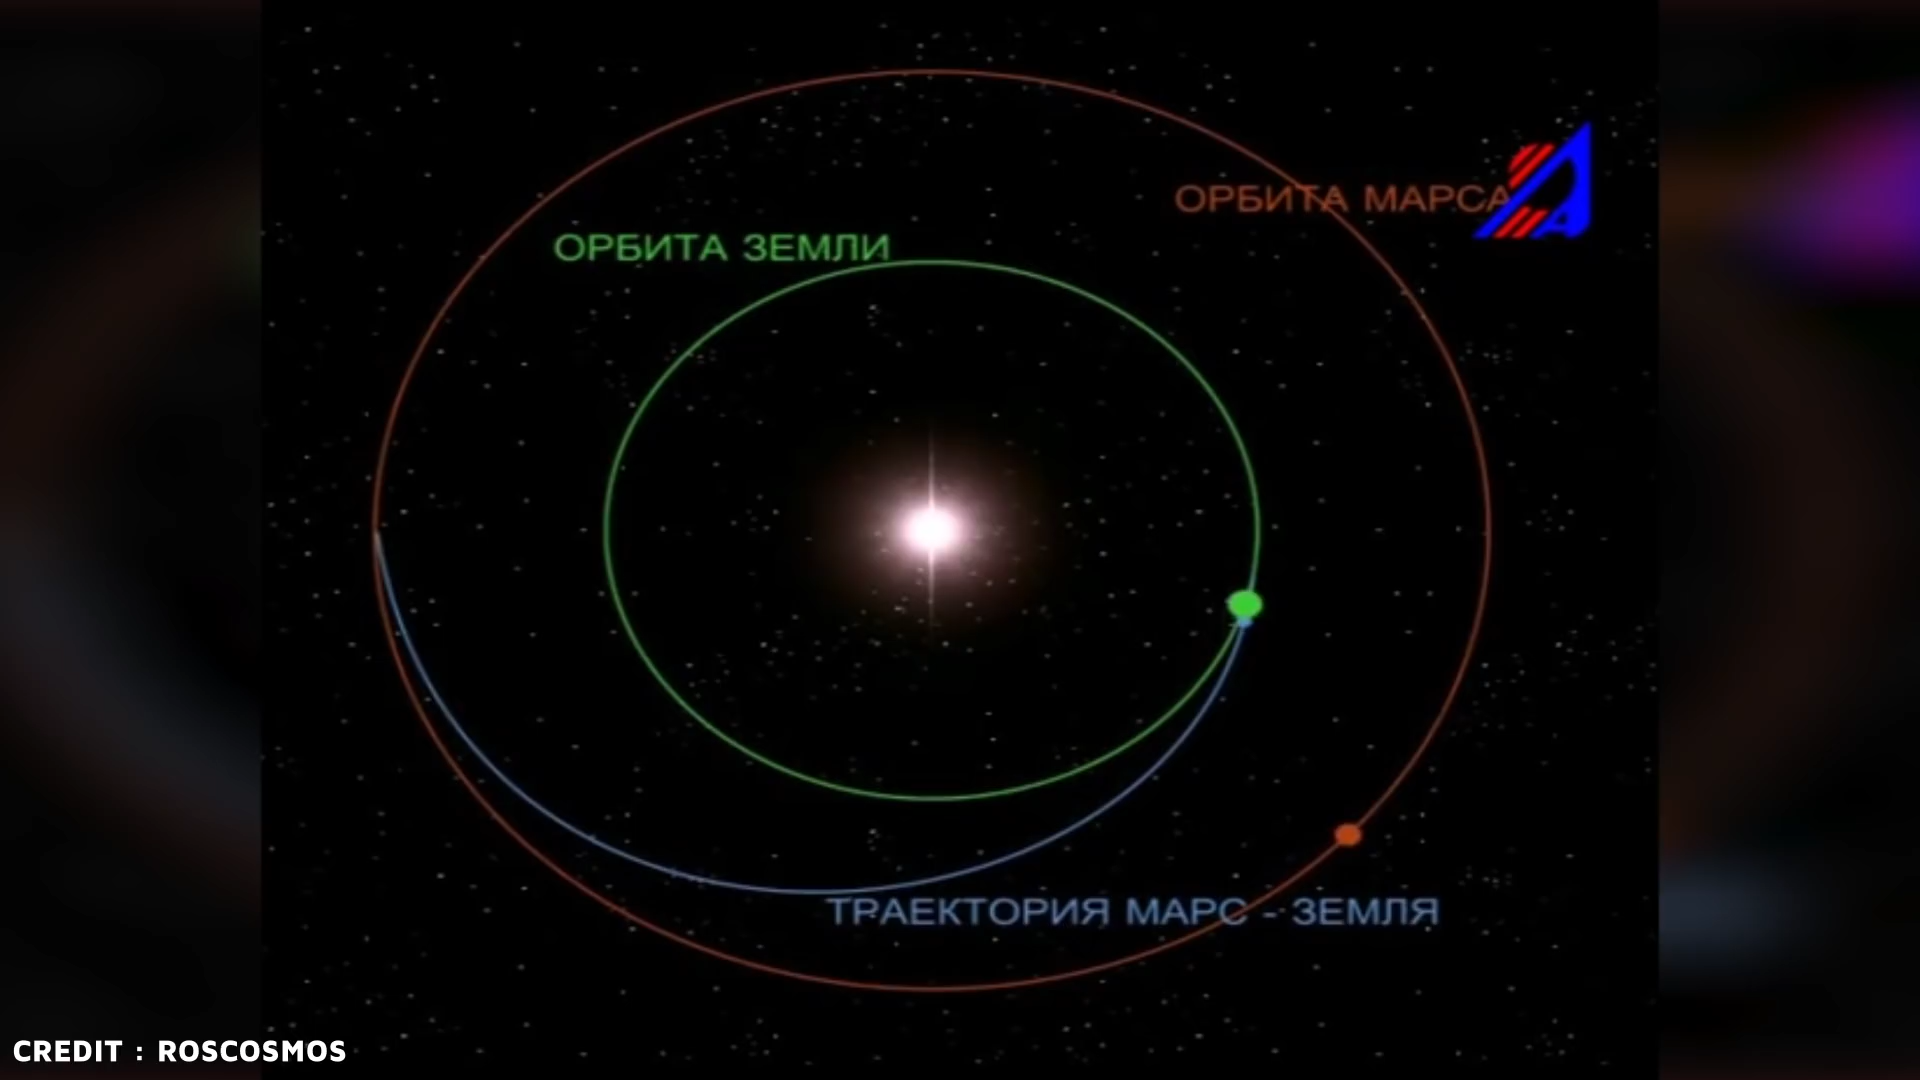 ОРБИТА МАРСА
ОРБИТА ЗЕМЛИ
ТРАЕКТОРИЯ МАРС - ЗЕМЛЯ
CREDIT : ROSCOSMOS